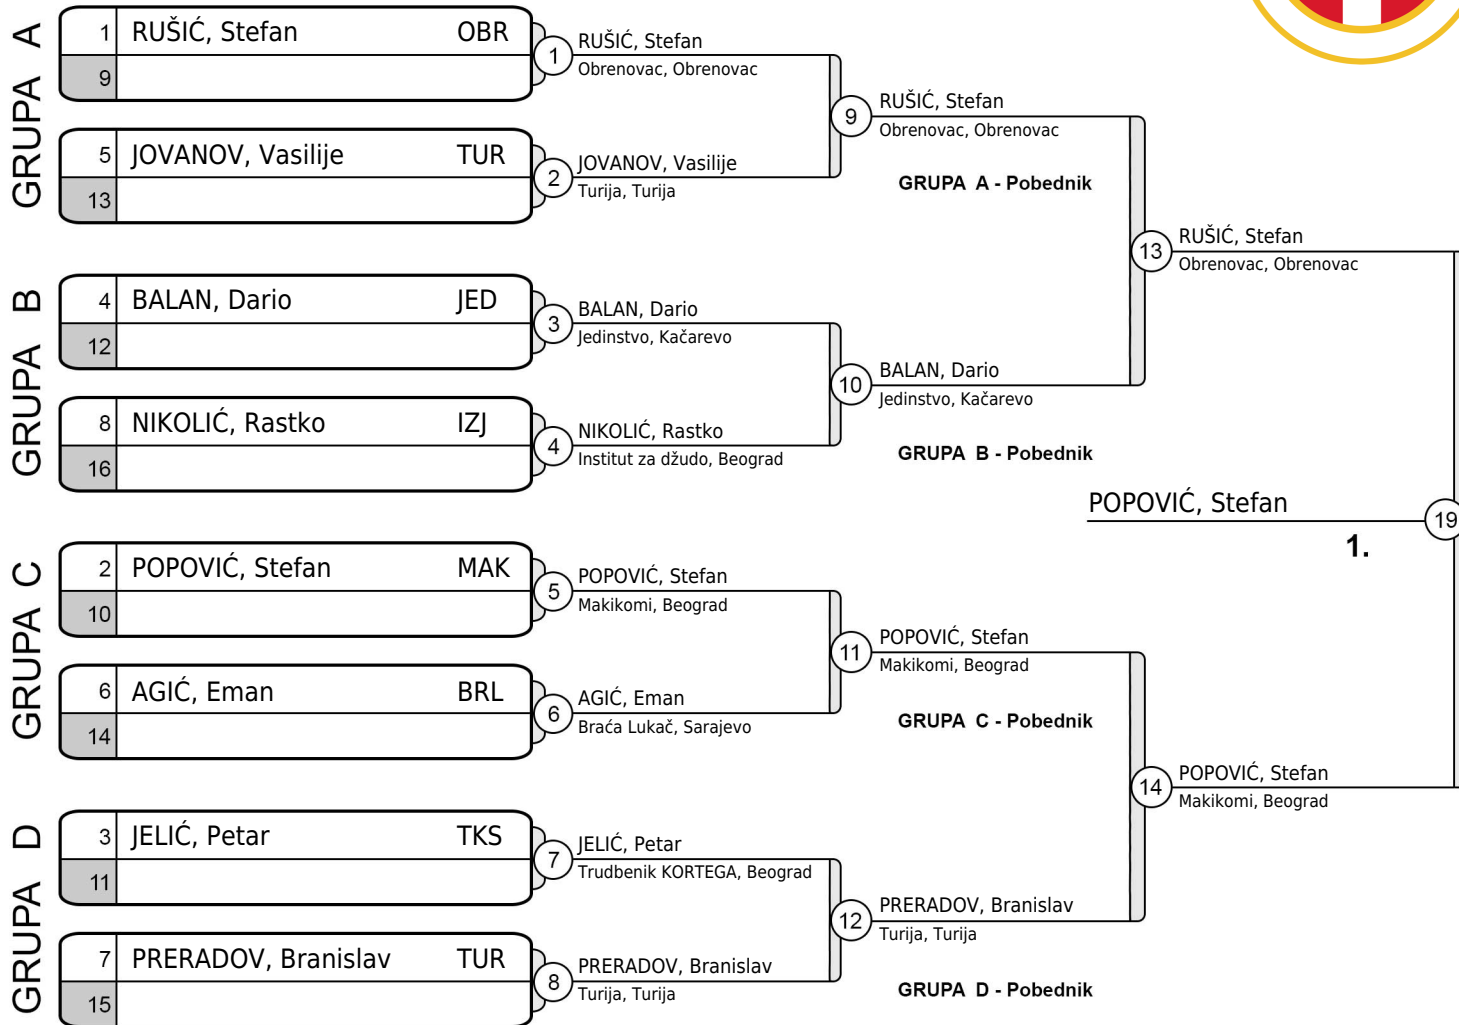 GRUPA A
1 RUŠIĆ, Stefan OBR
9
5 JOVANOV, Vasilije TUR
13
GRUPA B
4 BALAN, Dario JED
12
8 NIKOLIĆ, Rastko IZJ
16
GRUPA C
2 POPOVIĆ, Stefan MAK
10
6 AGIĆ, Eman BRL
14
GRUPA D
3 JELIĆ, Petar TKS
11
7 PRERADOV, Branislav TUR
15
1 RUŠIĆ, Stefan
Obrenovac, Obrenovac
2 JOVANOV, Vasilije
Turija, Turija
3 BALAN, Dario
Jedinstvo, Kačarevo
4 NIKOLIĆ, Rastko
Institut za džudo, Beograd
5 POPOVIĆ, Stefan
Makikomi, Beograd
6 AGIĆ, Eman
Braća Lukač, Sarajevo
7 JELIĆ, Petar
Trudbenik KORTEGA, Beograd
8 PRERADOV, Branislav
Turija, Turija
9 RUŠIĆ, Stefan
Obrenovac, Obrenovac
GRUPA A - Pobednik
10 BALAN, Dario
Jedinstvo, Kačarevo
GRUPA B - Pobednik
11 POPOVIĆ, Stefan
Makikomi, Beograd
GRUPA C - Pobednik
12 PRERADOV, Branislav
Turija, Turija
GRUPA D - Pobednik
13 RUŠIĆ, Stefan
Obrenovac, Obrenovac
14 POPOVIĆ, Stefan
Makikomi, Beograd
POPOVIĆ, Stefan 19
1.